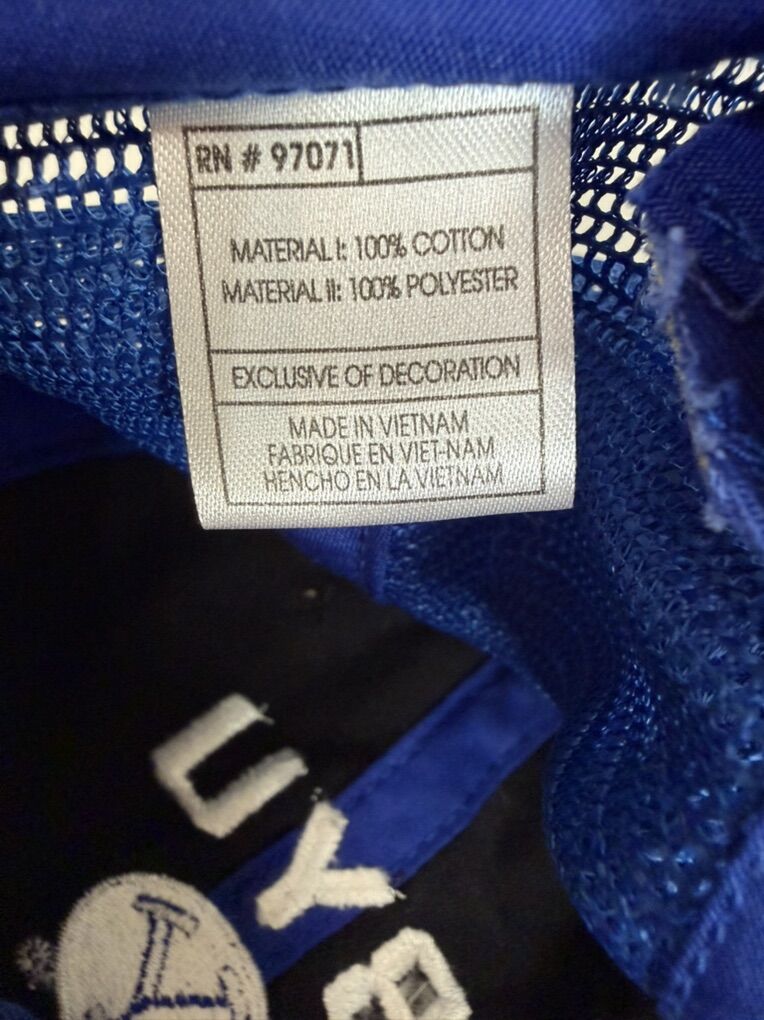 RN # 97071
MATERIAL I: 100% COTTON
MATERIAL II: 100% POLYESTER
EXCLUSIVE OF DECORATION
MADE IN VIETNAM
FABRIQUE EN VIET-NAM
HENCHO EN LA VIETNAM